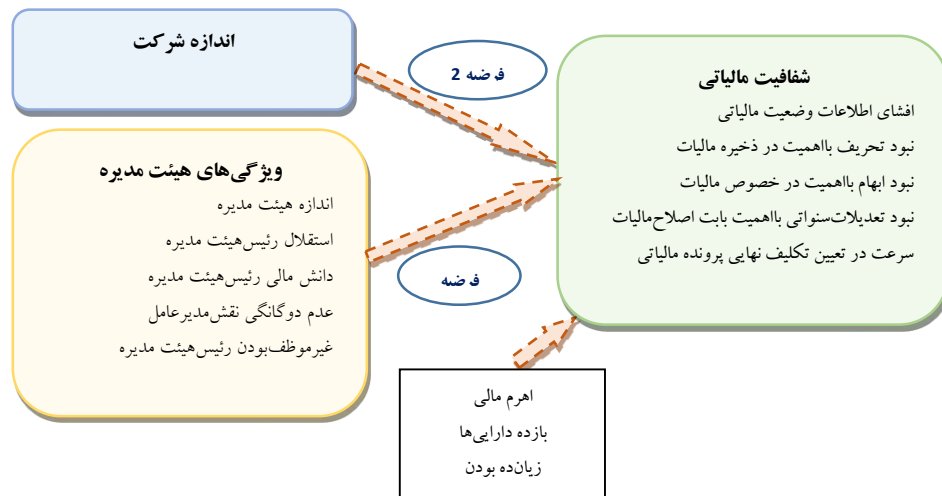 اندازه شرکت
فرضیه 2
شفافیت مالیاتی
افشای اطلاعات وضعیت مالیاتی
نبود تحریف بااهمیت در ذخیره مالیات
نبود ابهام بااهمیت در خصوص مالیات
نبود تعدیلات‌سنواتی بااهمیت بابت اصلاح‌مالیات
سرعت در تعیین تکلیف نهایی پرونده مالیاتی
ویژگی‌های هیئت مدیره
اندازه هیئت مدیره
استقلال رئیس‌هیئت مدیره
دانش مالی رئیس‌هیئت مدیره
عدم دوگانگی نقش‌مدیرعامل
غیرموظف‌بودن رئیس‌هیئت مدیره
فرضیه
اهرم مالی
بازده دارایی‌ها
زیان‌ده بودن